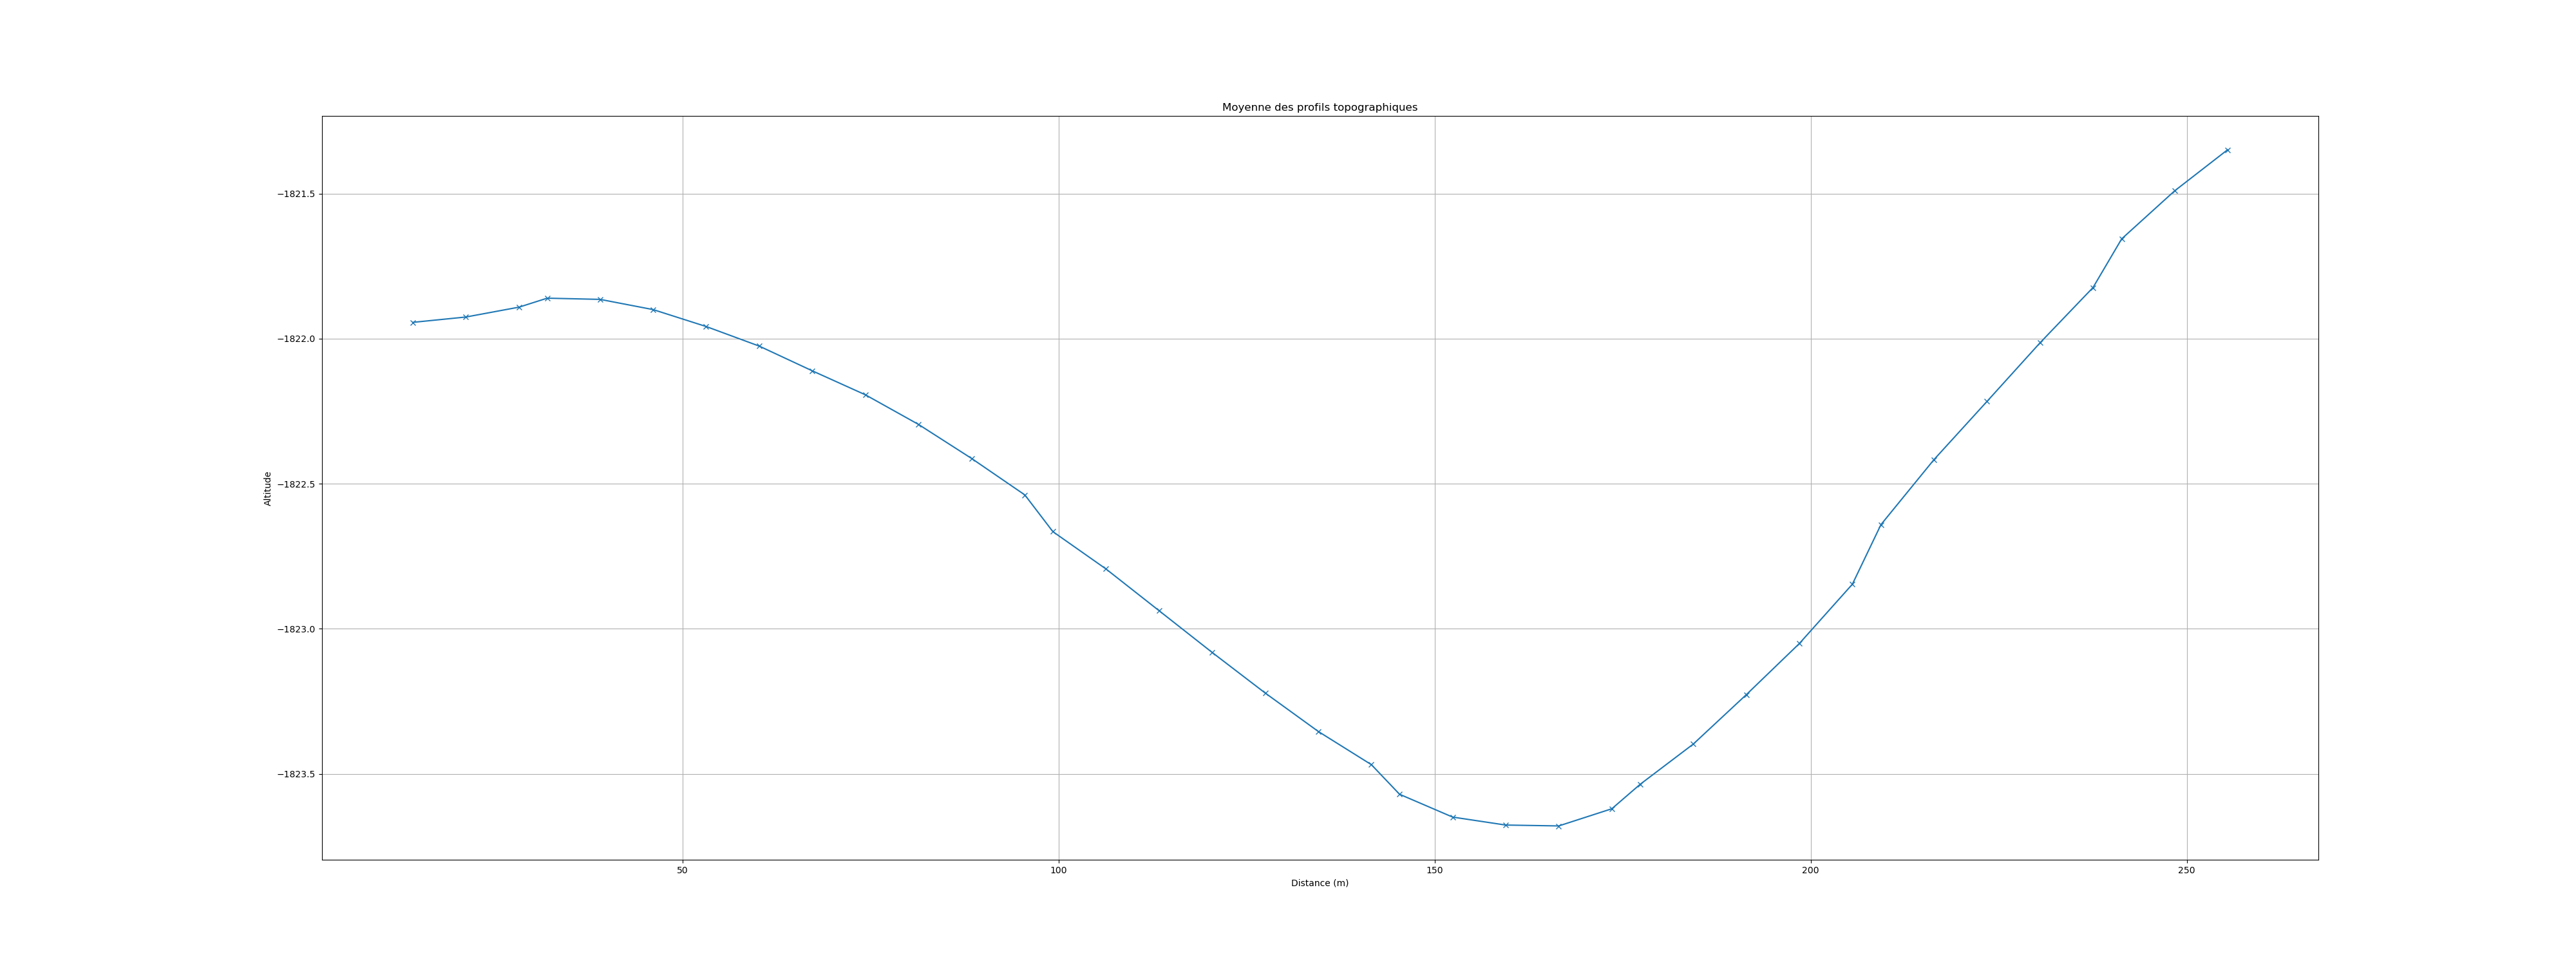 Moyenne des profils topographiques
−1821.5
−1822.0
−1822.5
−1823.0
−1823.5
Altitude
50 100 150 200 250
Distance (m)